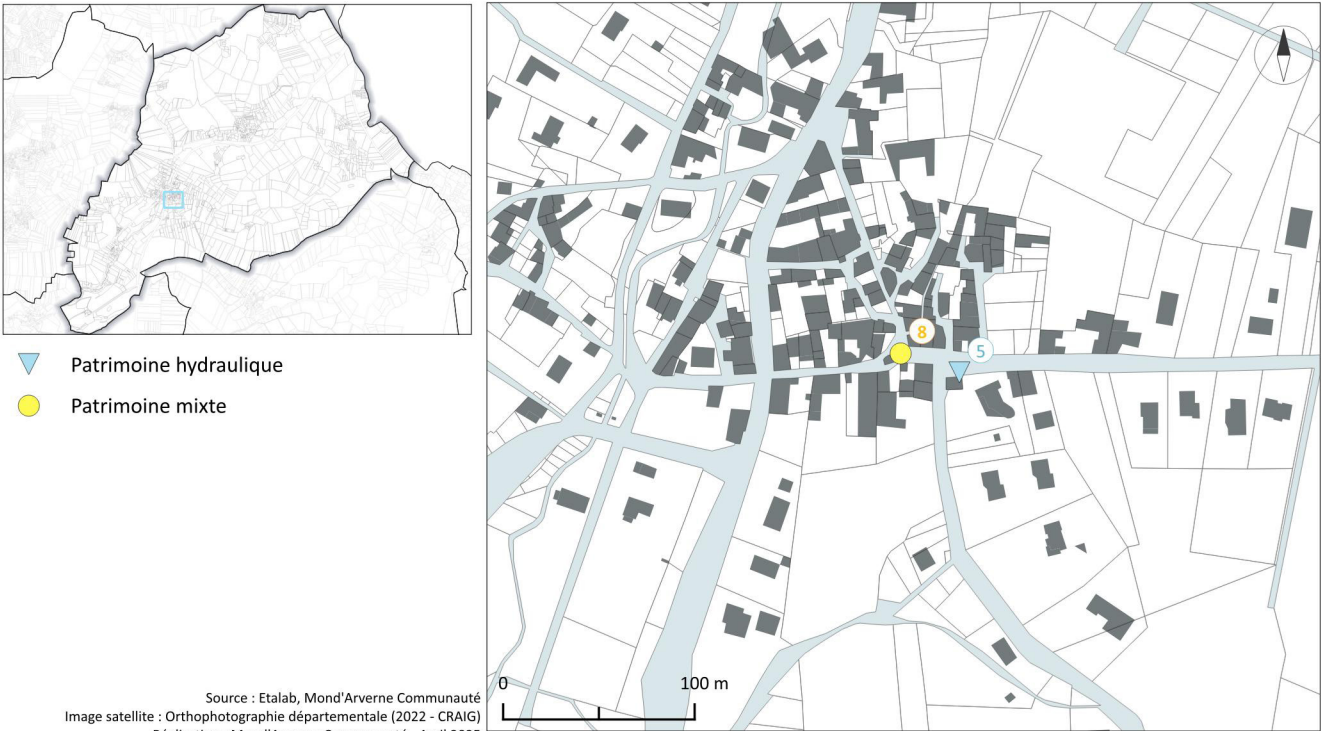 Patrimoine hydraulique
Patrimoine mixte
Source : Etalab, Mond'Arverne Communauté
Image satellite : Orthophotographie départementale (2022 - CRAIG)
8
5
0 100 m